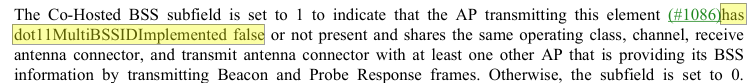 The Co-Hosted BSS subfield is set to 1 to indicate that the AP transmitting this element (#1086)has
dot11MultiBSSIDImplemented false or not present and shares the same operating class, channel, receive
antenna connector, and transmit antenna connector with at least one other AP that is providing its BSS
information by transmitting Beacon and Probe Response frames. Otherwise, the subfield is set to 0.